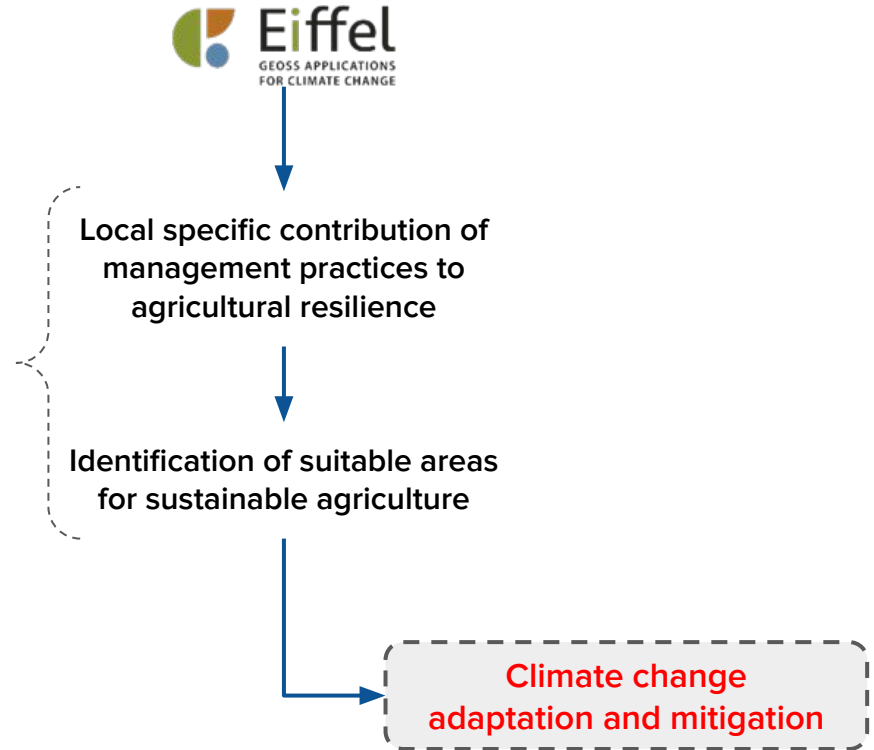 Eiffel
GEOSS APPLICATIONS
FOR CLIMATE CHANGE
Local specific contribution of
management practices to
agricultural resilience
Identification of suitable areas
for sustainable agriculture
Climate change
adaptation and mitigation